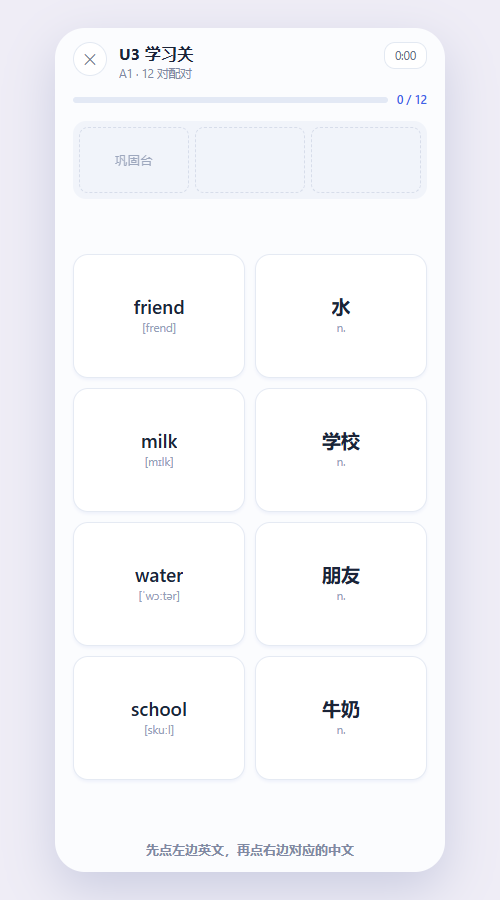 U3 学习关
A1 · 12 对配对
0:00
0 / 12
巩固台
friend
[frend]
水
n.
milk
[mɪlk]
学校
n.
water
[ˈwɔːtər]
朋友
n.
school
[skuːl]
牛奶
n.
先点左边英文，再点右边对应的中文